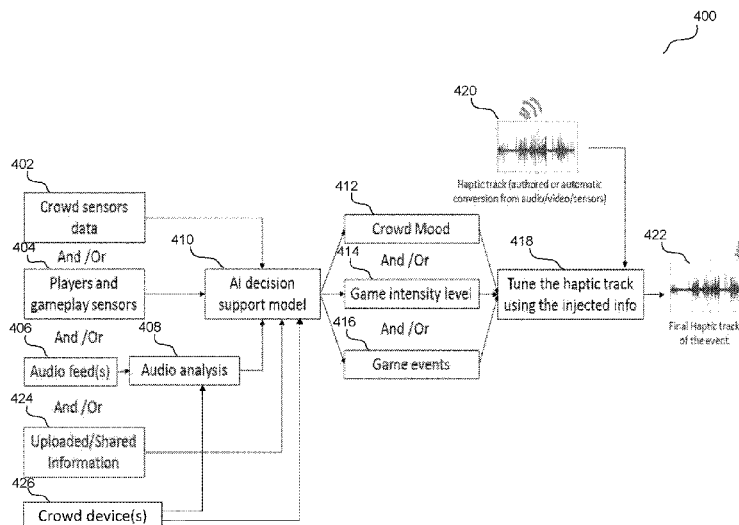 400
420
Haptic track (authored or automatic
conversion from audio/video/sensors)
402
Crowd sensors
data
And /Or
404
Players and
gameplay sensors
And /Or
406
Audio feed(s)
408
Audio analysis
And /Or
424
Uploaded/Shared
Information
426
Crowd device(s)
410
AI decision
support model
412
Crowd Mood
And /Or
414
Game intensity level
And /Or
416
Game events
418
Tune the haptic track
using the injected info
422
Final Haptic track
of the event